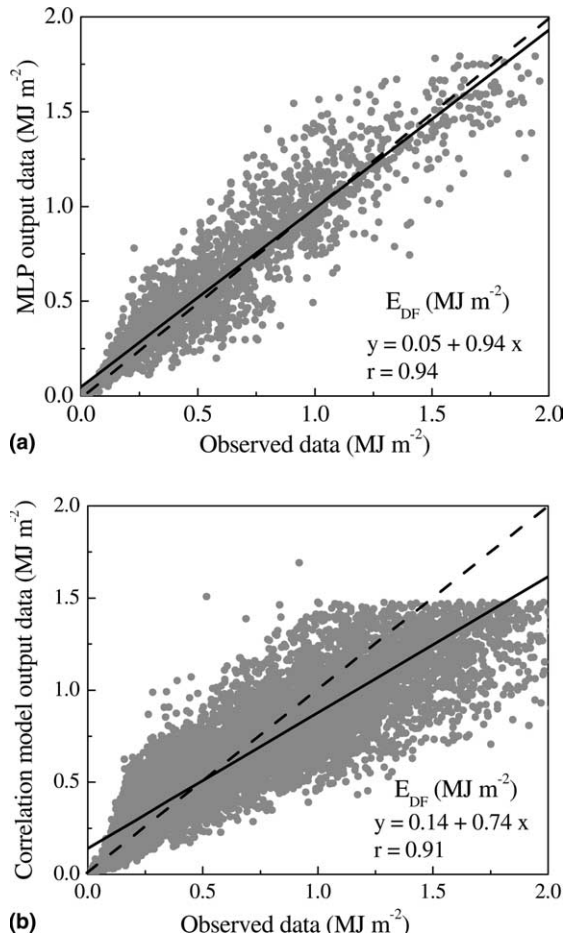 2.0
1.5
1.0
0.5
0.0
MLP output data (MJ m-2)
E_DF (MJ m-2)
y = 0.05 + 0.94 x
r = 0.94
0.0 0.5 1.0 1.5 2.0
(a) Observed data (MJ m-2)
2.0
1.5
1.0
0.5
0.0
Correlation model output data (MJ m-2)
E_DF (MJ m-2)
y = 0.14 + 0.74 x
r = 0.91
0.0 0.5 1.0 1.5 2.0
(b) Observed data (MJ m-2)